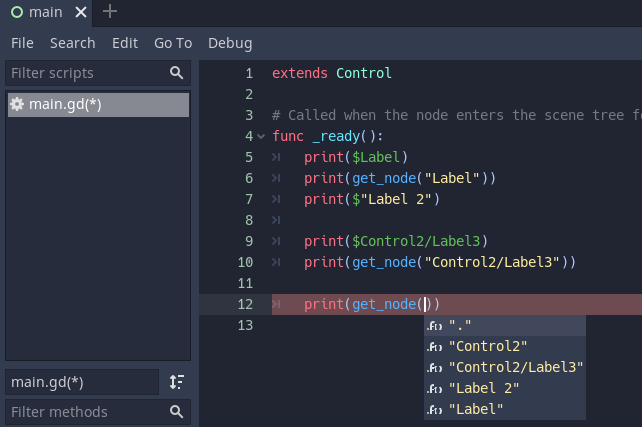 main
File Search Edit Go To Debug
Filter scripts
main.gd(*)
main.gd(*)
Filter methods
1 extends Control
2
3 # Called when the node enters the scene tree
4 func _ready():
5 print($Label)
6 print(get_node("Label"))
7 print($"Label 2")
8
9 print($Control2/Label3)
10 print(get_node("Control2/Label3"))
11
12 print(get_node())
13
"."
"Control2"
"Control2/Label3"
"Label 2"
"Label"